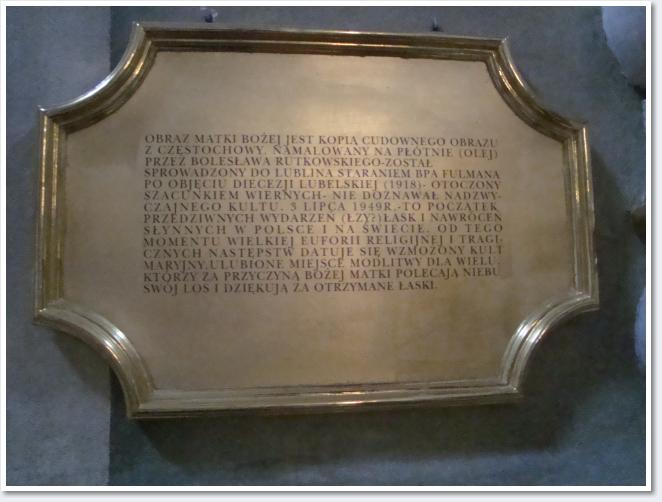 OBRAZ MATKI BOŻEJ JEST KOPIĄ CUDOWNEGO OBRAZU
Z CZĘSTOCHOWY. NAMALOWANY NA PŁÓTNIE (OLEJ)
PRZEZ BOLESŁAWA RUTKOWSKIEGO-ZOSTAŁ
SPROWADZONY DO LUBLINA STARANIEM BPA FULMANA
PO OBJĘCIU DIECEZJI LUBELSKIEJ (1918)- OTOCZONY
SZACUNKIEM WIERNYCH- NIE DOZNAWAŁ NADZWY-
CZAJNEGO KULTU. 3 LIPCA 1949R.-TO POCZĄTEK
PRZEDZIWNYCH WYDARZEŃ (ŁZY?) ŁASK I NAWRÓCEŃ
SŁYNNYCH W POLSCE I NA ŚWIECIE. OD TEGO
MOMENTU WIELKIEJ EUFORII RELIGIJNEJ I TRAGI-
CZNYCH NASTĘPSTW DATUJE SIĘ WZMOŻONY KULT
MARYJNY, ULUBIONE MIEJSCE MODLITWY DLA WIELU,
KTÓRZY ZA PRZYCZYNĄ BOŻEJ MATKI POLECAJĄ NIEBU
SWÓJ LOS I DZIĘKUJĄ ZA OTRZYMANE ŁASKI.